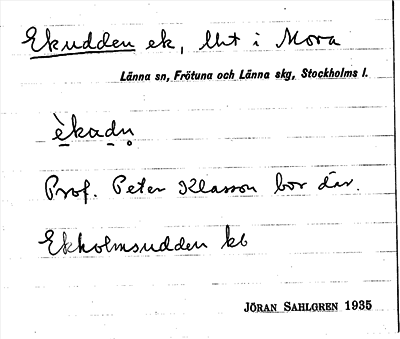 Ekudden ek, lht i Mora
Länna sn, Frötuna och Länna skg, Stockholms l.
èkadn̥
Prof. Peter Klasson bor där.
Ekholmsudden kb
JÖRAN SAHLGREN 1935